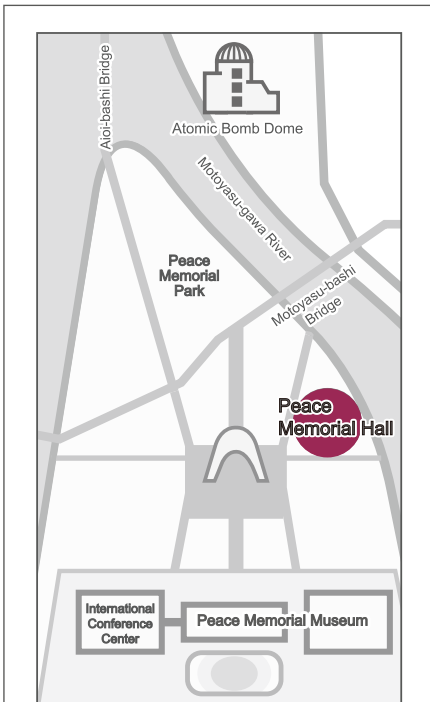 Aioi-bashi Bridge
Atomic Bomb Dome
Motoyasu-gawa River
Peace
Memorial
Park
Motoyasu-bashi
Bridge
Peace
Memorial Hall
International
Conference
Center
Peace Memorial Museum